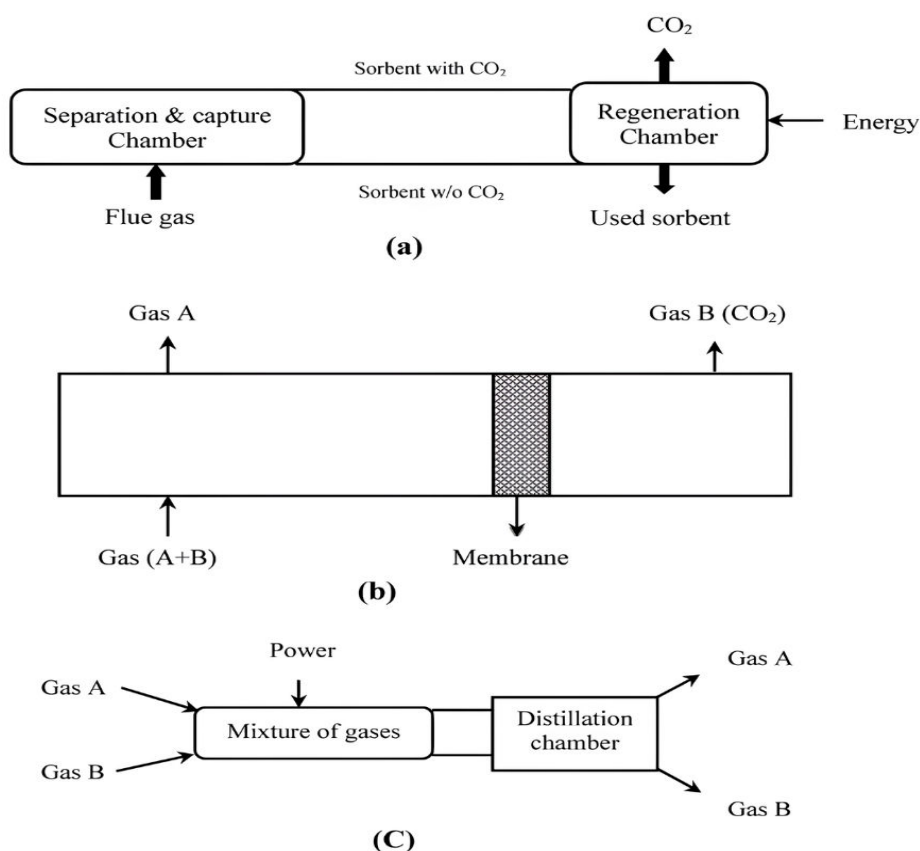 CO₂
Sorbent with CO₂
Separation & capture
Chamber
Regeneration
Chamber
Energy
Sorbent w/o CO₂
Flue gas
Used sorbent
(a)
Gas A
Gas B (CO₂)
Gas (A+B)
Membrane
(b)
Power
Gas A
Gas A
Mixture of gases
Distillation
chamber
Gas B
Gas B
(C)